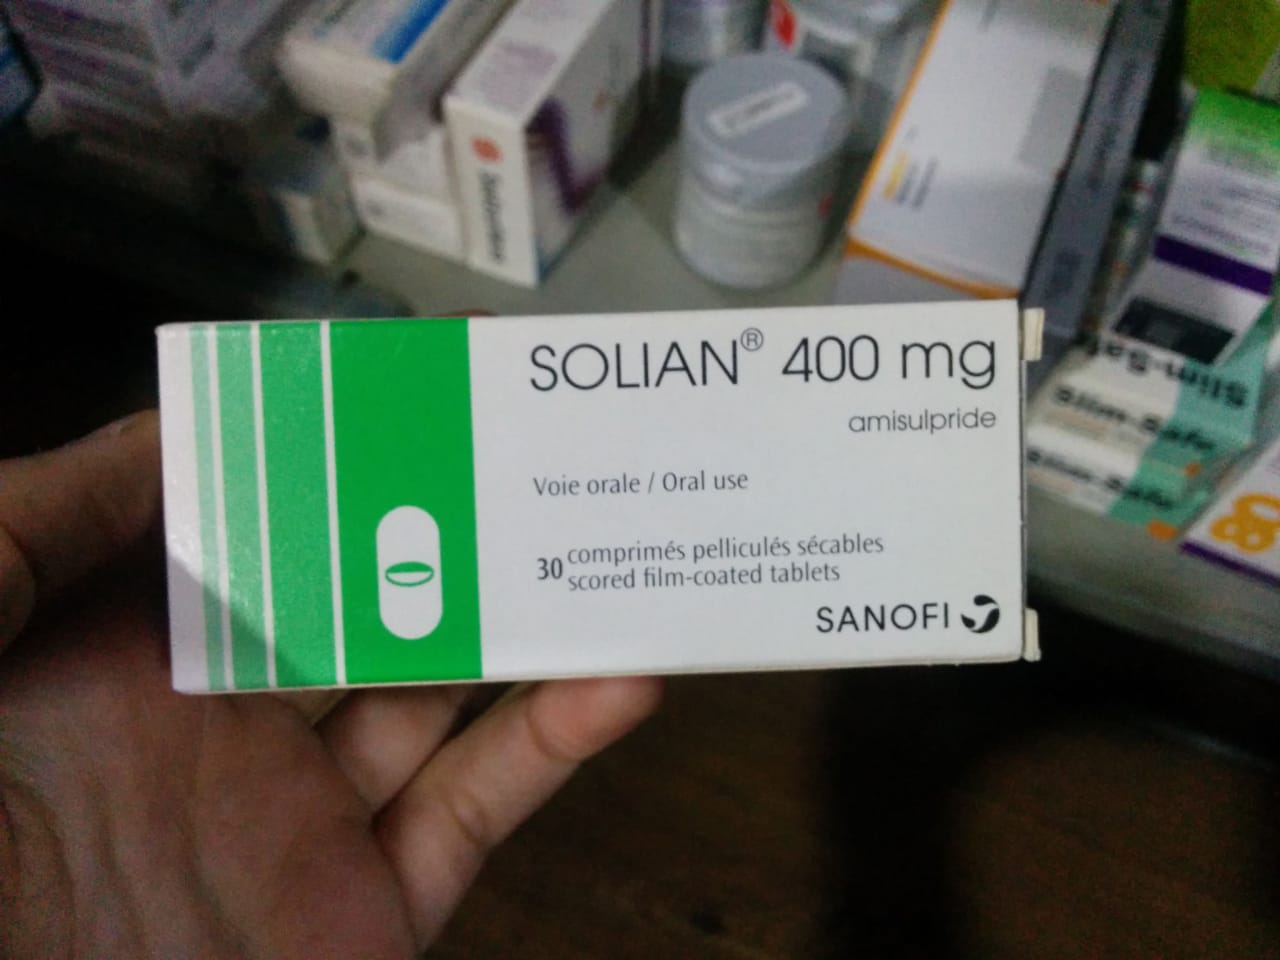 SOLIAN® 400 mg
amisulpride
Voie orale / Oral use
30 comprimés pelliculés sécables
scored film-coated tablets
SANOFI